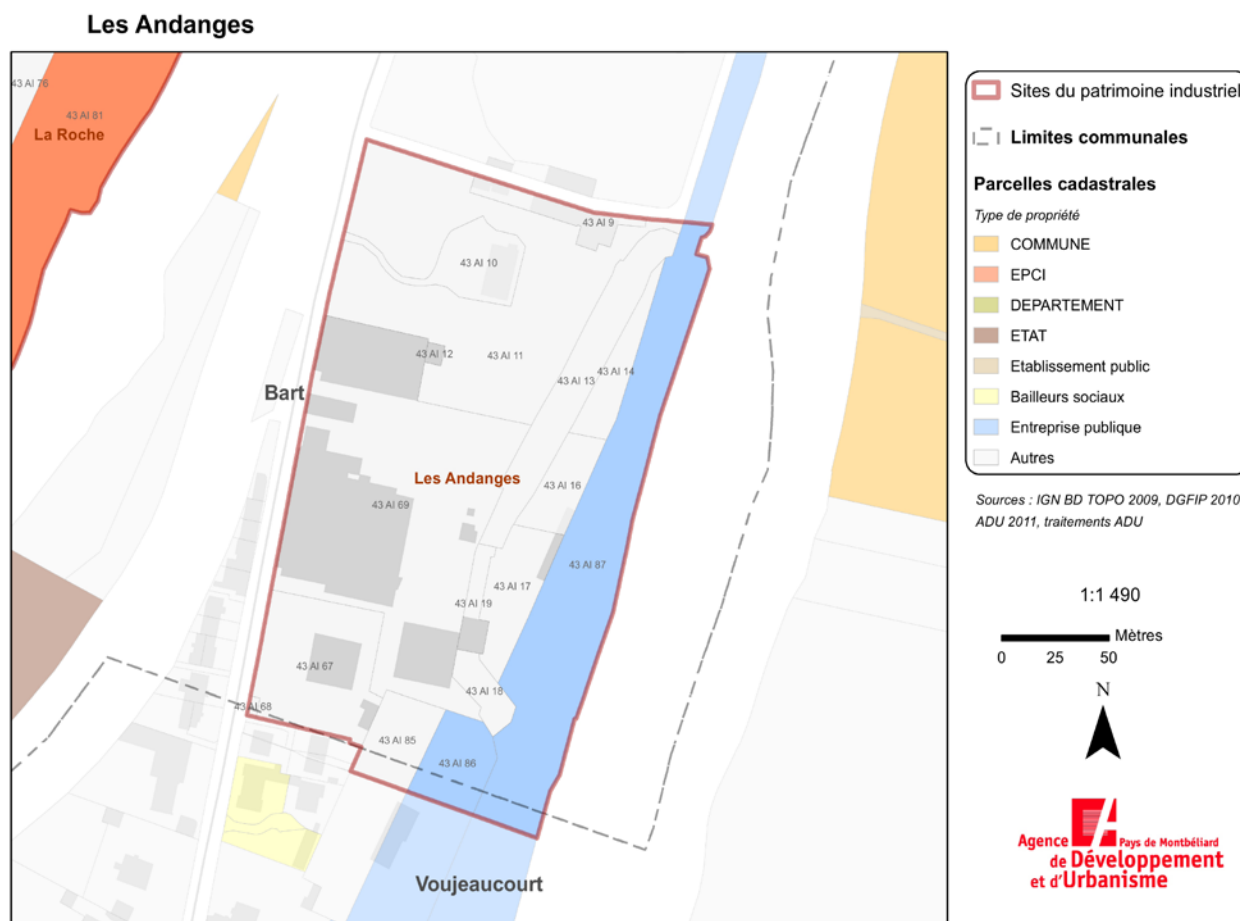 Les Andanges
43 AI 76
43 AI 81
La Roche
43 AI 9
43 AI 10
43 AI 12
43 AI 11
43 AI 13
43 AI 14
Bart
Les Andanges
43 AI 16
43 AI 69
43 AI 87
43 AI 17
43 AI 19
43 AI 67
43 AI 18
43 AI 68
43 AI 85
43 AI 86
Voujeaucourt
Sites du patrimoine industriel
Limites communales
Parcelles cadastrales
Type de propriété
COMMUNE
EPCI
DEPARTEMENT
ETAT
Etablissement public
Bailleurs sociaux
Entreprise publique
Autres
Sources : IGN BD TOPO 2009, DGFIP 2010
ADU 2011, traitements ADU
1:1 490
Mètres
0 25 50
N
Agence Pays de Montbéliard
de Développement
et d'Urbanisme